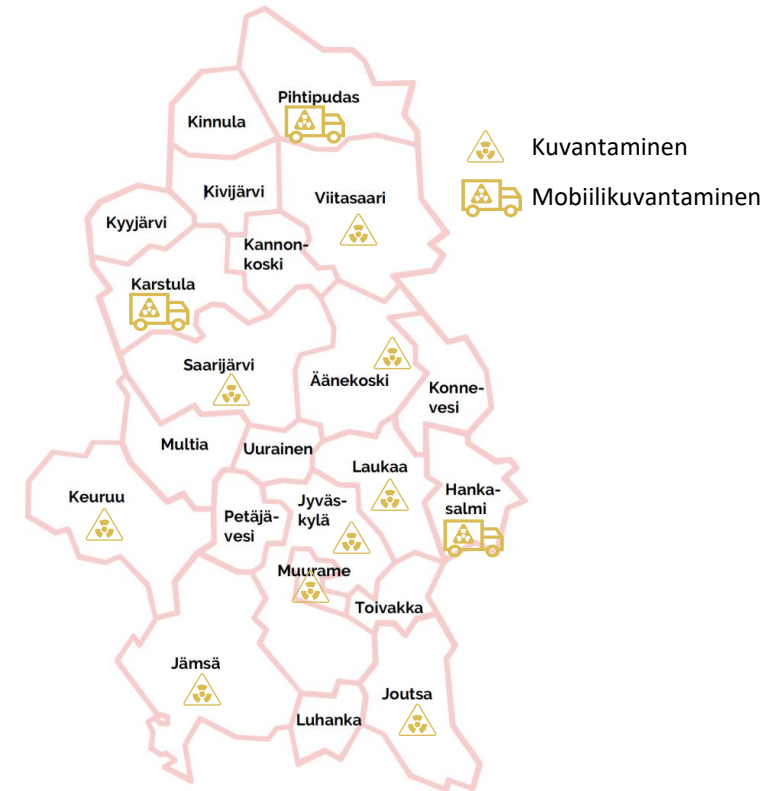 Pihtipudas
Kinnula
Kuvantaminen
Kivijärvi
Viitasaari
Mobiilikuvantaminen
Kyyjärvi
Kannon-
koski
Karstula
Saarijärvi
Äänekoski
Konne-
vesi
Multia
Uurainen
Laukaa
Keuruu
Hanka-
salmi
Petäjä-
vesi
Jyväs-
kylä
Muurame
Toivakka
Jämsä
Joutsa
Luhanka